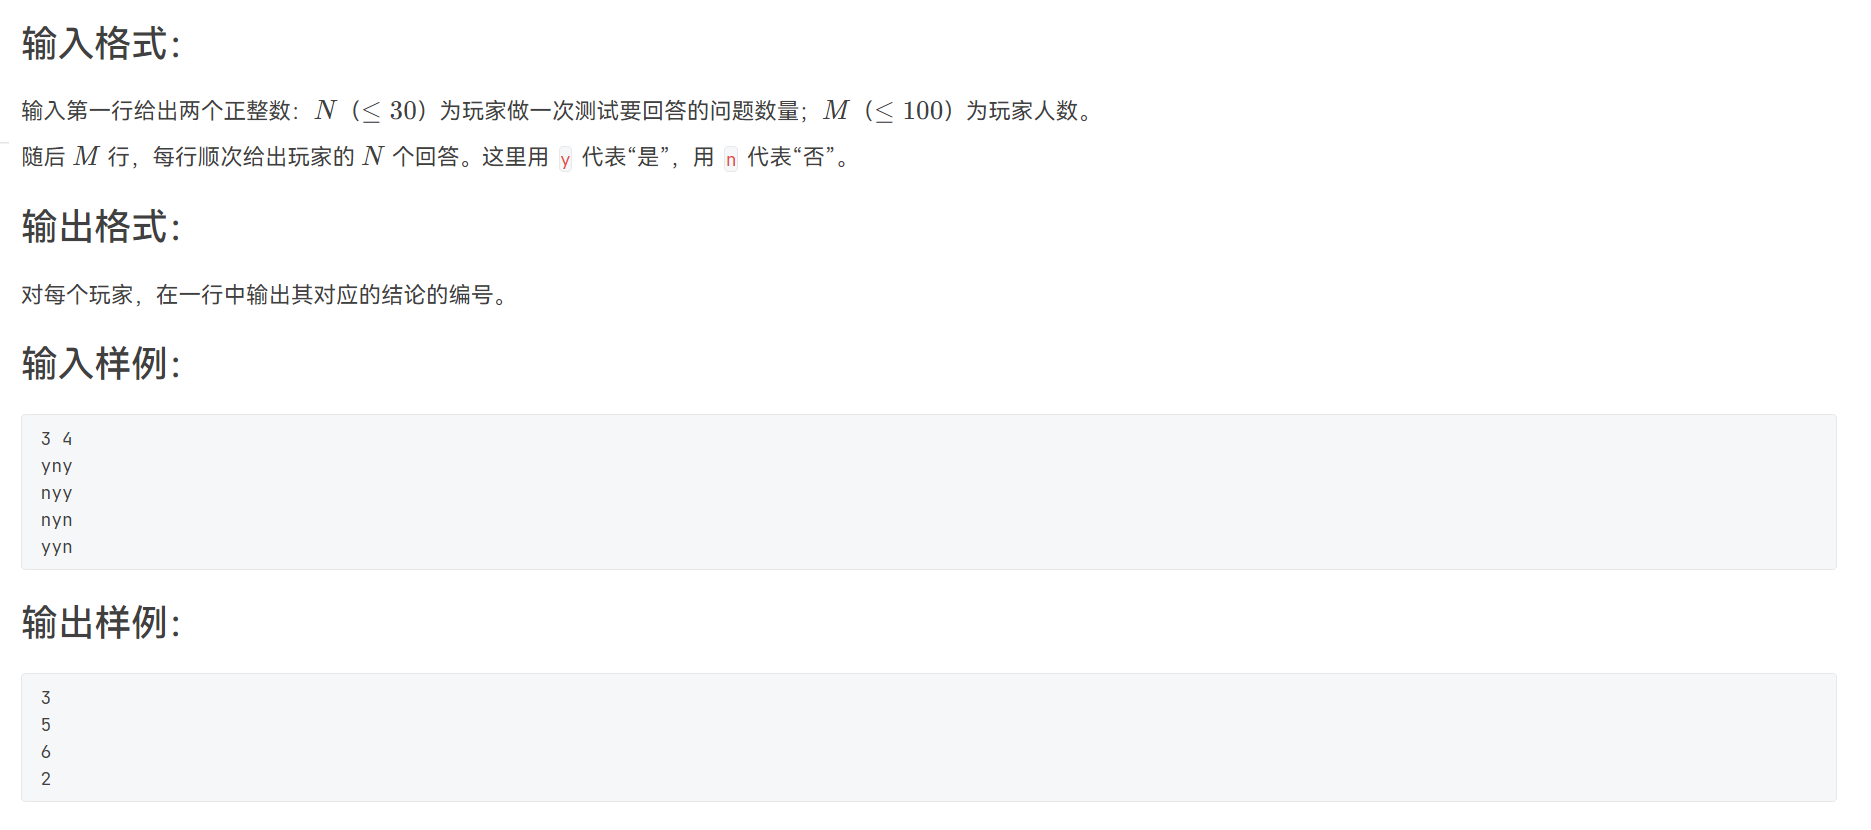 输入格式：
输入第一行给出两个正整数：N（≤ 30）为玩家做一次测试要回答的问题数量；M（≤ 100）为玩家人数。
随后 M 行，每行顺次给出玩家的 N 个回答。这里用 y 代表“是”，用 n 代表“否”。
输出格式：
对每个玩家，在一行中输出其对应的结论的编号。
输入样例：
3 4
yny
nyy
nyn
yyn
输出样例：
3
5
6
2